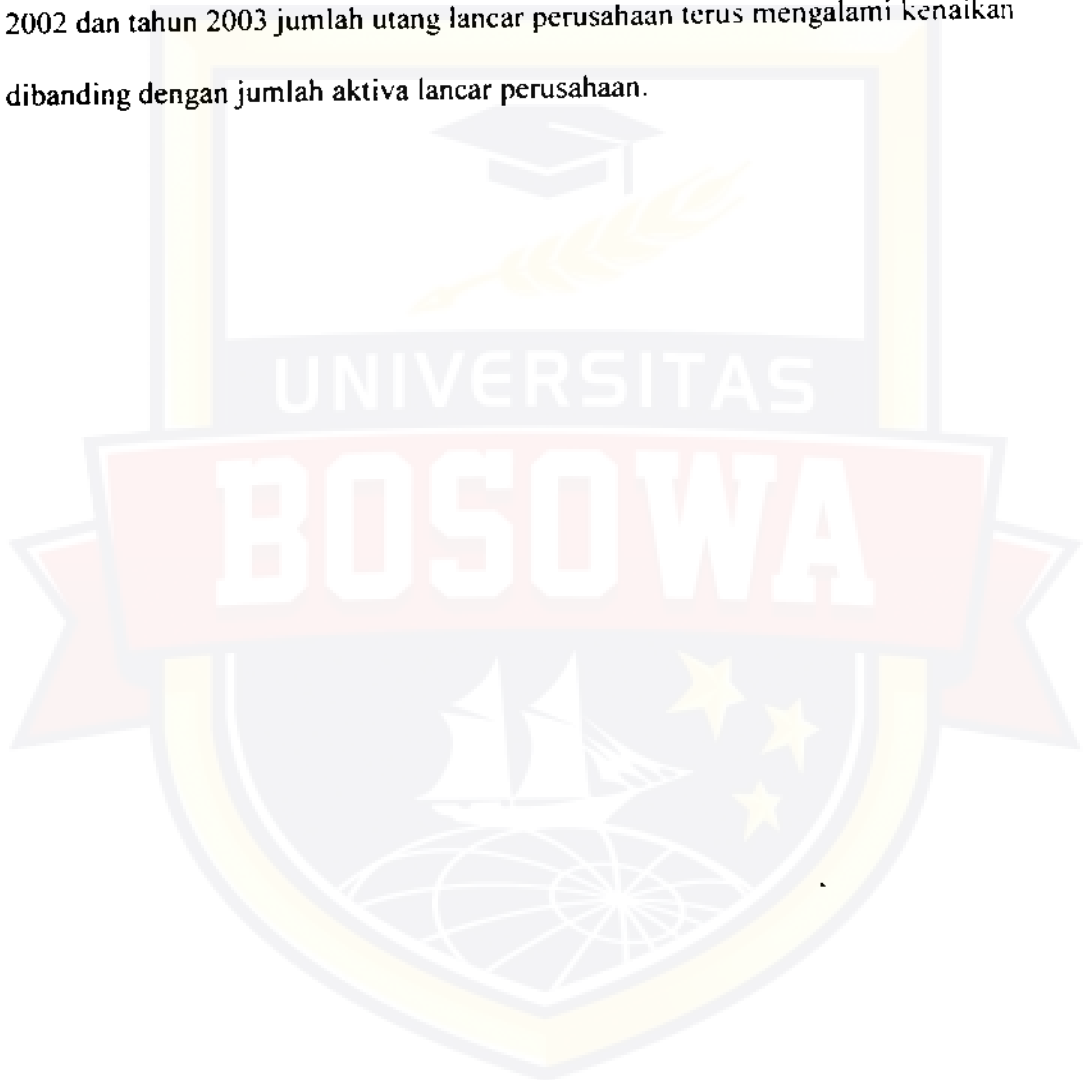 2002 dan tahun 2003 jumlah utang lancar perusahaan terus mengalami kenaikan
dibanding dengan jumlah aktiva lancar perusahaan.
UNIVERSITAS
BOSOWA